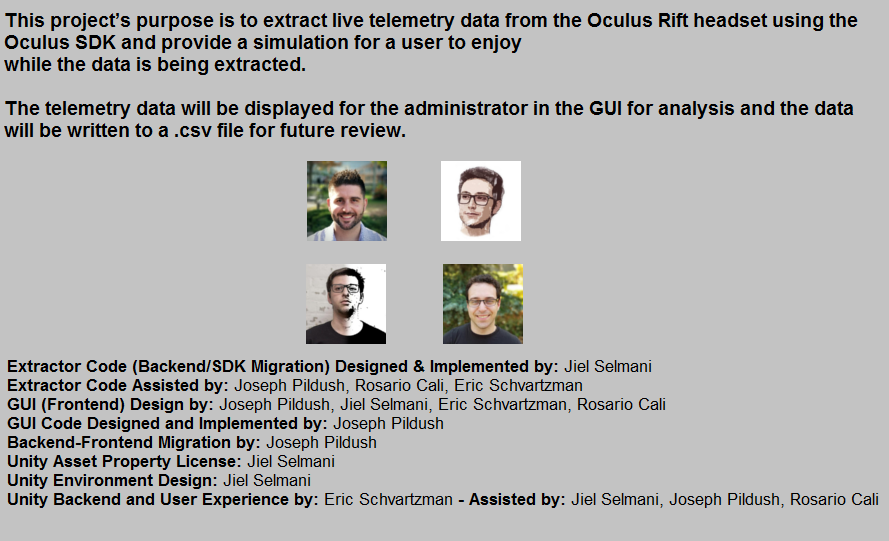 This project's purpose is to extract live telemetry data from the Oculus Rift headset using the
Oculus SDK and provide a simulation for a user to enjoy
while the data is being extracted.
The telemetry data will be displayed for the administrator in the GUI for analysis and the data
will be written to a .csv file for future review.
Extractor Code (Backend/SDK Migration) Designed & Implemented by: Jiel Selmani
Extractor Code Assisted by: Joseph Pildush, Rosario Cali, Eric Schvartzman
GUI (Frontend) Design by: Joseph Pildush, Jiel Selmani, Eric Schvartzman, Rosario Cali
GUI Code Designed and Implemented by: Joseph Pildush
Backend-Frontend Migration by: Joseph Pildush
Unity Asset Property License: Jiel Selmani
Unity Environment Design: Jiel Selmani
Unity Backend and User Experience by: Eric Schvartzman - Assisted by: Jiel Selmani, Joseph Pildush, Rosario Cali